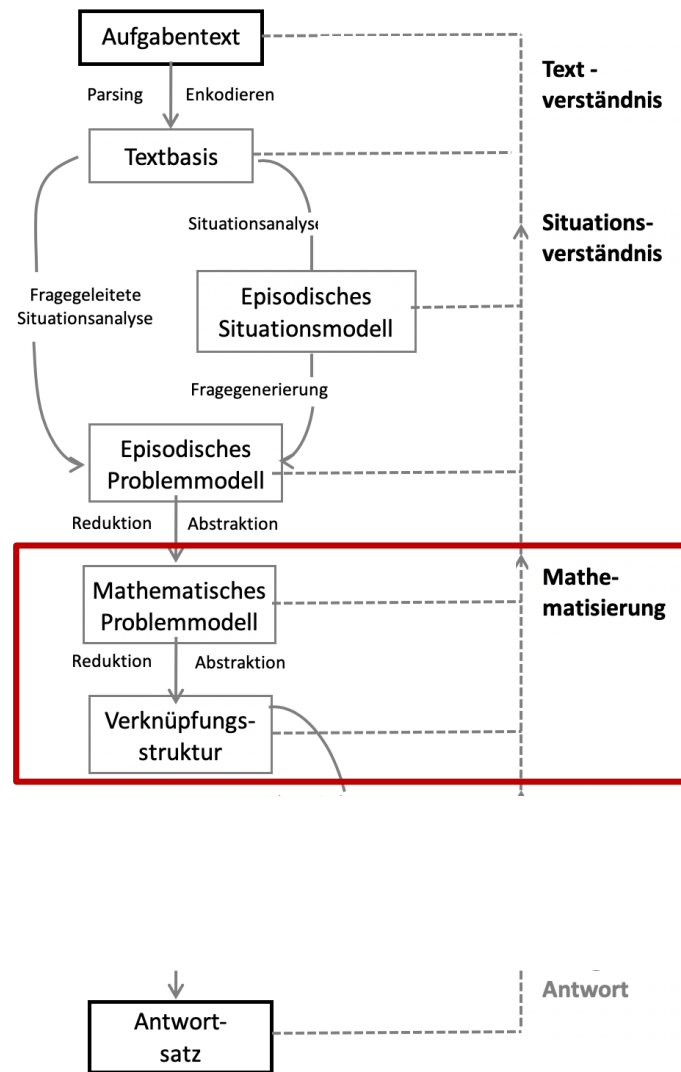 Aufgabentext
Text -
verständnis
Parsing Enkodieren
Textbasis
Situationsanalyse
Situations-
verständnis
Fragegeleitete
Situationsanalyse
Episodisches
Situationsmodell
Fragegenerierung
Episodisches
Problemmodell
Reduktion Abstraktion
Mathematisches
Problemmodell
Mathe-
matisierung
Reduktion Abstraktion
Verknüpfungs-
struktur
Antwort
Antwort-
satz